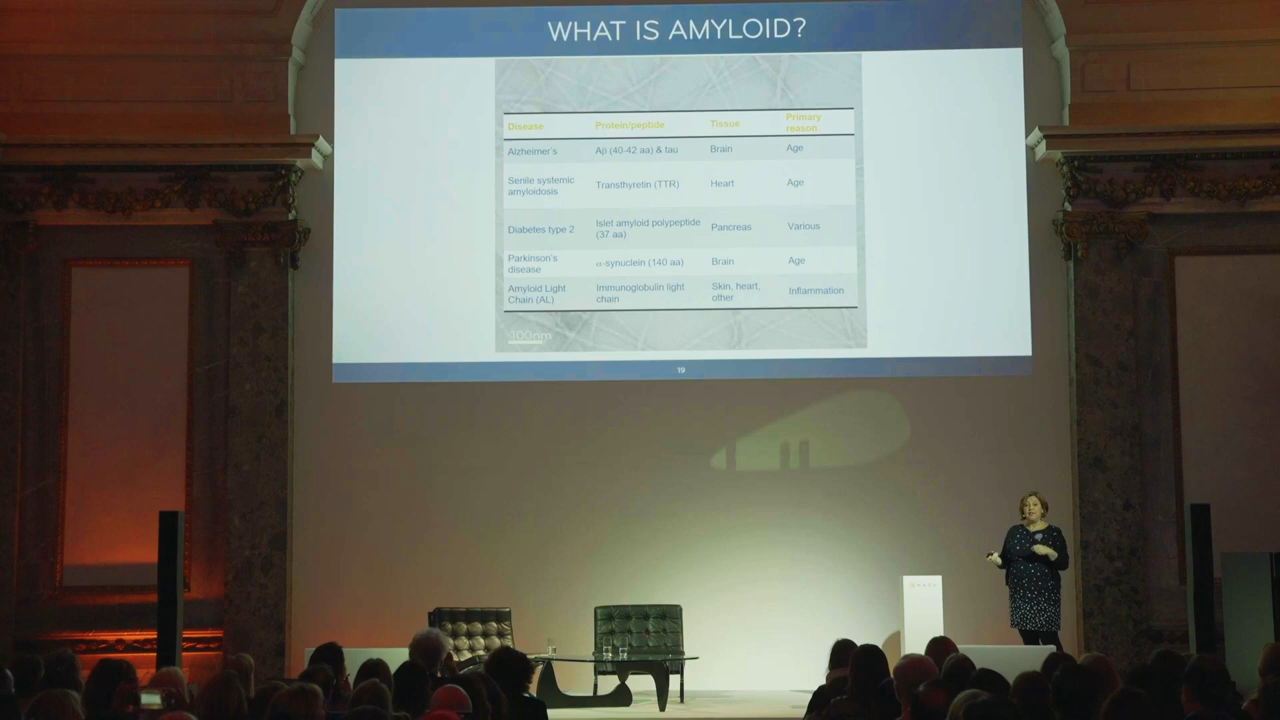 WHAT IS AMYLOID?
Disease Protein/peptide Tissue Primary reason
Alzheimer's Aβ (40-42 aa) & tau Brain Age
Senile systemic amyloidosis Transthyretin (TTR) Heart Age
Diabetes type 2 Islet amyloid polypeptide (37 aa) Pancreas Various
Parkinson's disease α-synuclein (140 aa) Brain Age
Amyloid Light Chain (AL) Immunoglobulin light chain Skin, heart, other Inflammation
100nm
19